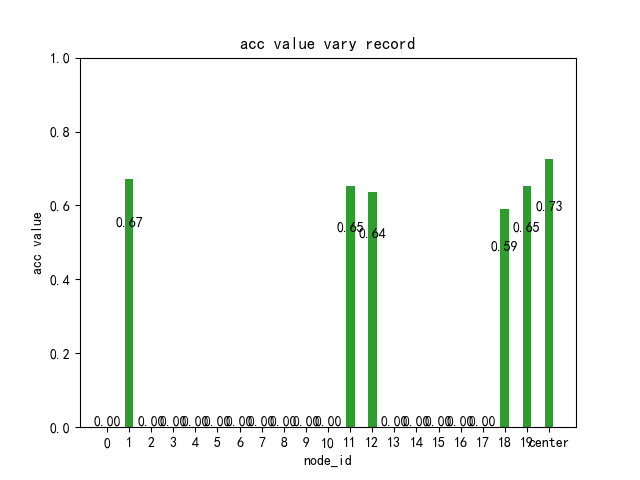 acc value vary record
1.0
0.8
0.6
0.4
0.2
0.0
acc value
0.00 0.67 0.00 0.00 0.00 0.00 0.00 0.00 0.00 0.00 0.00 0.65 0.64 0.00 0.00 0.00 0.00 0.00 0.59 0.65 0.73
0 1 2 3 4 5 6 7 8 9 10 11 12 13 14 15 16 17 18 19 center
node_id